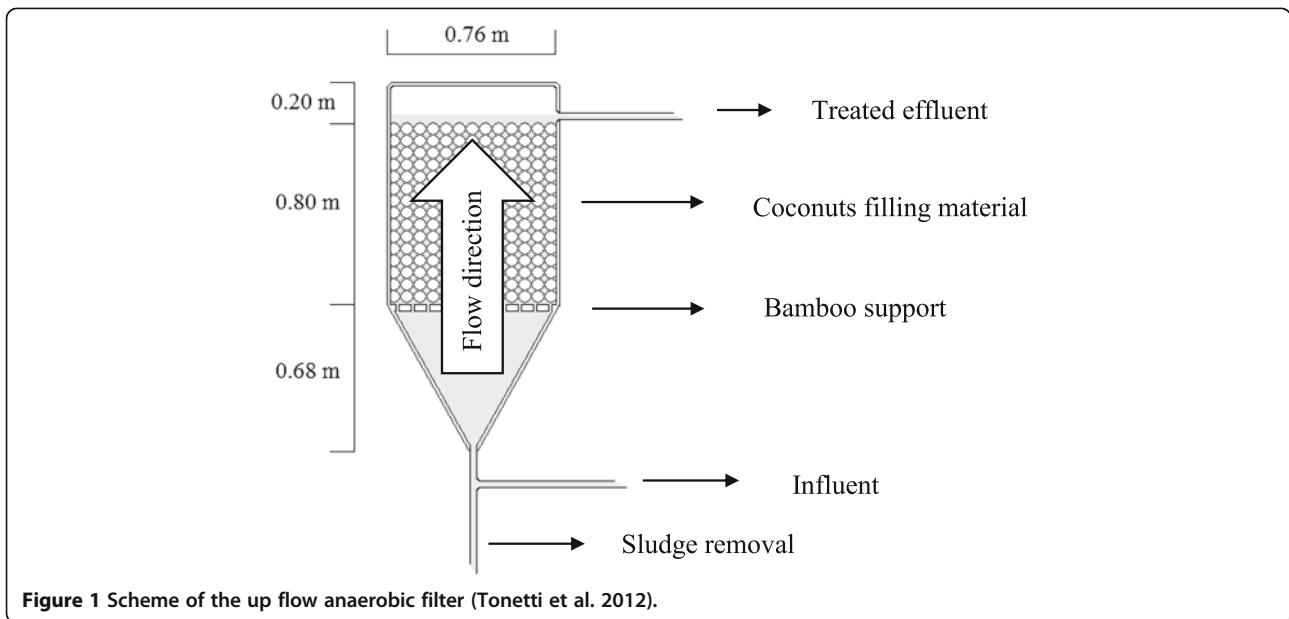 0.76 m
0.20 m
Treated effluent
0.80 m
Coconuts filling material
Flow direction
Bamboo support
0.68 m
Influent
Sludge removal
Figure 1 Scheme of the up flow anaerobic filter (Tonetti et al. 2012).